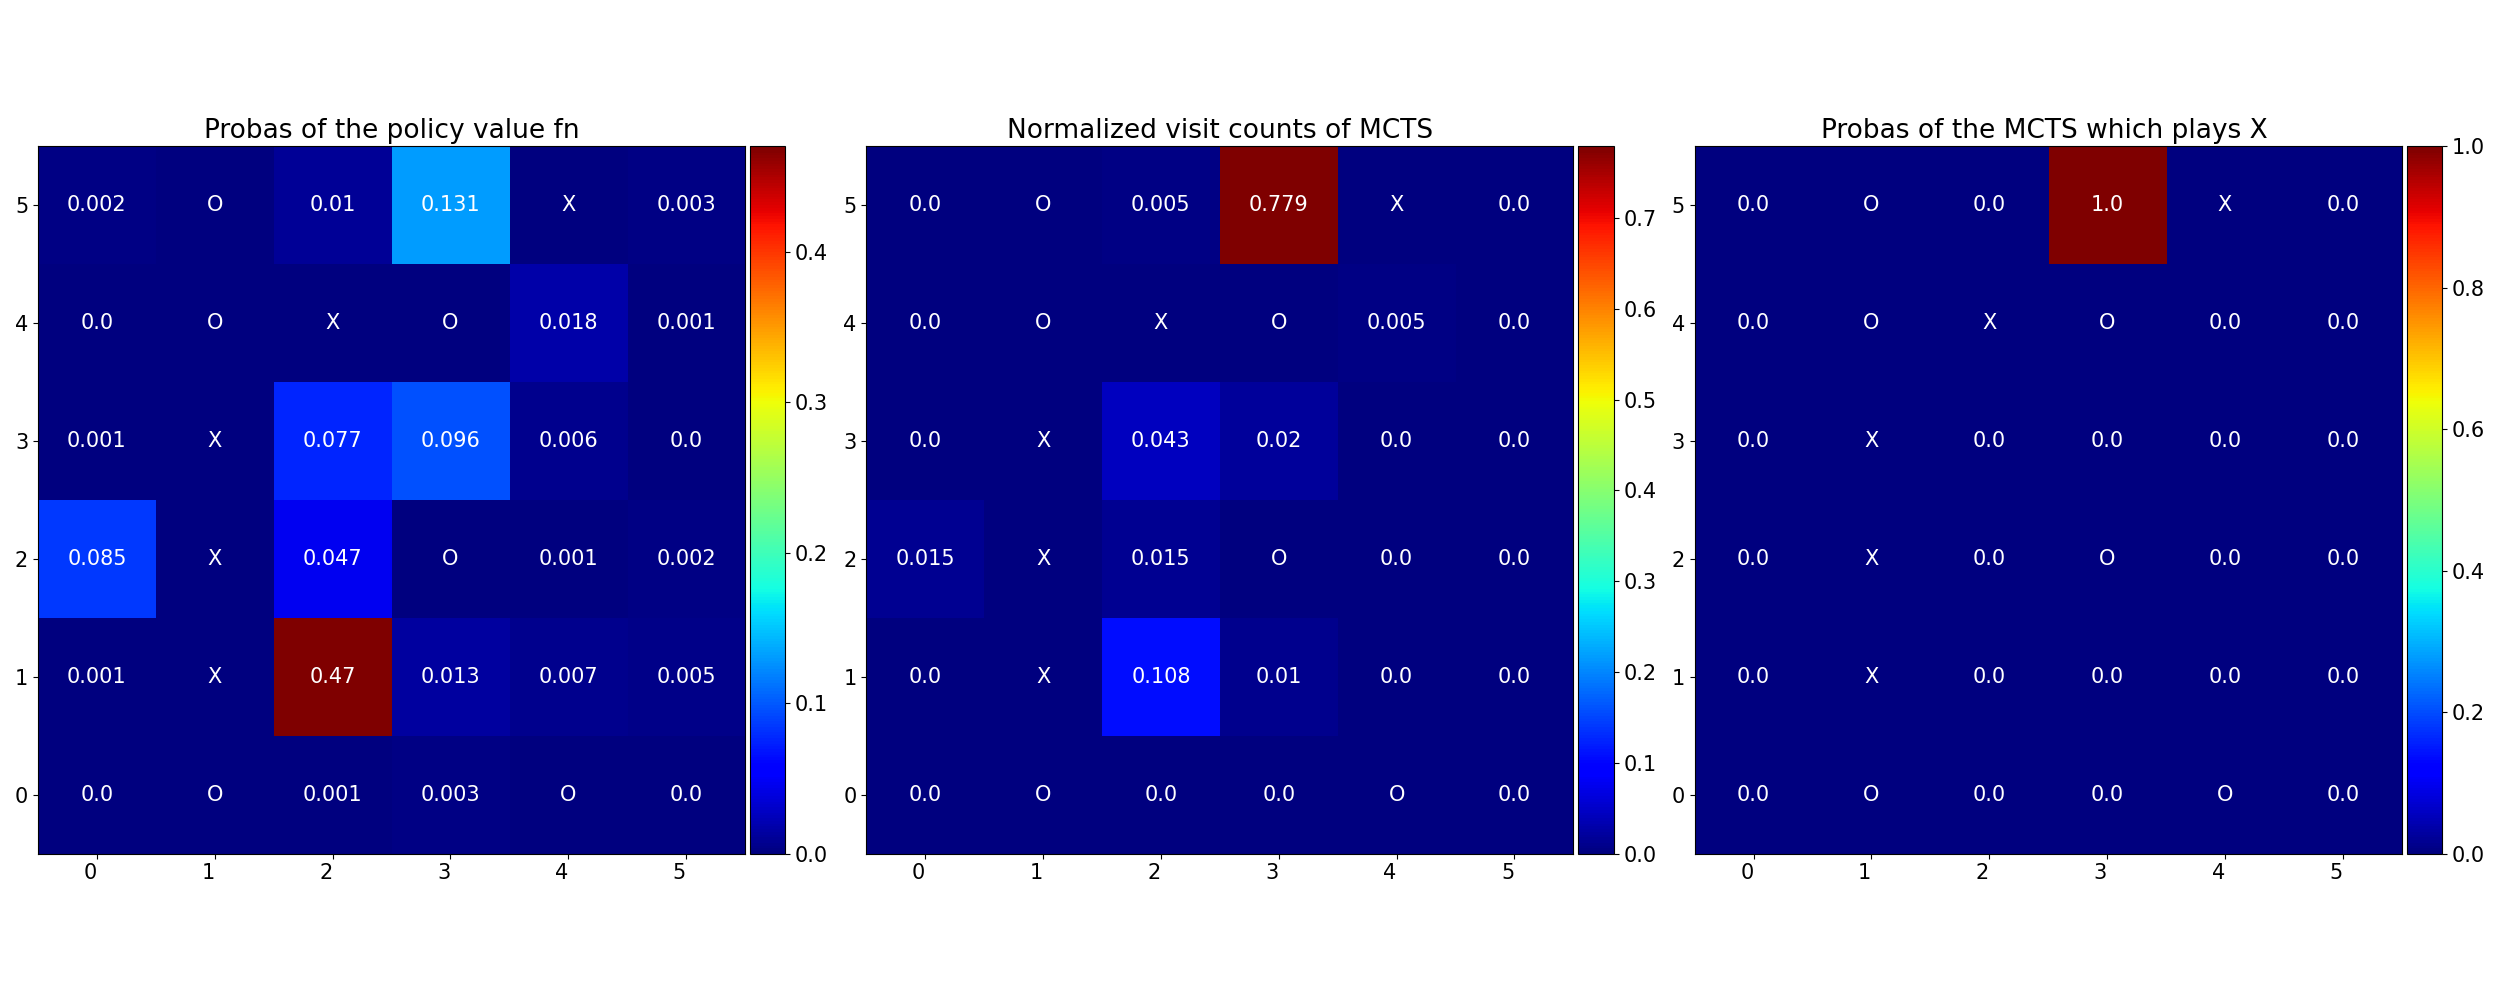 Probas of the policy value fn
5 0.002 O 0.01 0.131 X 0.003
4 0.0 O X O 0.018 0.001
3 0.001 X 0.077 0.096 0.006 0.0
2 0.085 X 0.047 O 0.001 0.002
1 0.001 X 0.47 0.013 0.007 0.005
0 0.0 O 0.001 0.003 O 0.0
0 1 2 3 4 5
0.4
0.3
0.2
0.1
0.0
Normalized visit counts of MCTS
5 0.0 O 0.005 0.779 X 0.0
4 0.0 O X O 0.005 0.0
3 0.0 X 0.043 0.02 0.0 0.0
2 0.015 X 0.015 O 0.0 0.0
1 0.0 X 0.108 0.01 0.0 0.0
0 0.0 O 0.0 0.0 O 0.0
0 1 2 3 4 5
0.7
0.6
0.5
0.4
0.3
0.2
0.1
0.0
Probas of the MCTS which plays X
5 0.0 O 0.0 1.0 X 0.0
4 0.0 O X O 0.0 0.0
3 0.0 X 0.0 0.0 0.0 0.0
2 0.0 X 0.0 O 0.0 0.0
1 0.0 X 0.0 0.0 0.0 0.0
0 0.0 O 0.0 0.0 O 0.0
0 1 2 3 4 5
1.0
0.8
0.6
0.4
0.2
0.0